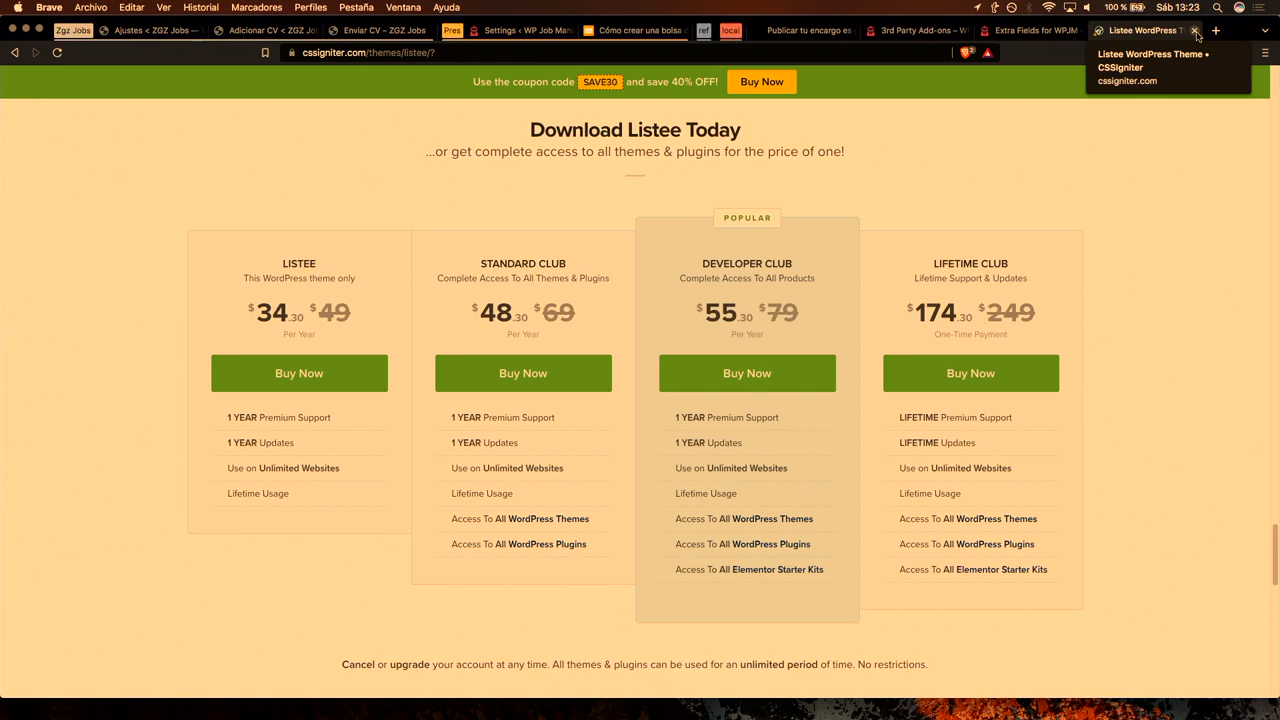 Brave Archivo Editar Ver Historial Marcadores Perfiles Pestaña Ventana Ayuda 100 % Sáb 13:23
Zgz Jobs Ajustes < ZGZ Jobs — Adicionar CV < ZGZ Jo Enviar CV – ZGZ Jobs Pres Settings < WP Job Man Cómo crear una bolsa ref local Publicar tu encargo es 3rd Party Add-ons – W Extra Fields for WPJM – Listee WordPress T
cssigniter.com/themes/listee/? 2
Listee WordPress Theme •
CSSIgniter
cssigniter.com
Use the coupon code SAVE30 and save 40% OFF! Buy Now
Download Listee Today
...or get complete access to all themes & plugins for the price of one!
POPULAR
LISTEE
This WordPress theme only
$34.30 $49
Per Year
Buy Now
1 YEAR Premium Support
1 YEAR Updates
Use on Unlimited Websites
Lifetime Usage
STANDARD CLUB
Complete Access To All Themes & Plugins
$48.30 $69
Per Year
Buy Now
1 YEAR Premium Support
1 YEAR Updates
Use on Unlimited Websites
Lifetime Usage
Access To All WordPress Themes
Access To All WordPress Plugins
DEVELOPER CLUB
Complete Access To All Products
$55.30 $79
Per Year
Buy Now
1 YEAR Premium Support
1 YEAR Updates
Use on Unlimited Websites
Lifetime Usage
Access To All WordPress Themes
Access To All WordPress Plugins
Access To All Elementor Starter Kits
LIFETIME CLUB
Lifetime Support & Updates
$174.30 $249
One-Time Payment
Buy Now
LIFETIME Premium Support
LIFETIME Updates
Use on Unlimited Websites
Lifetime Usage
Access To All WordPress Themes
Access To All WordPress Plugins
Access To All Elementor Starter Kits
Cancel or upgrade your account at any time. All themes & plugins can be used for an unlimited period of time. No restrictions.